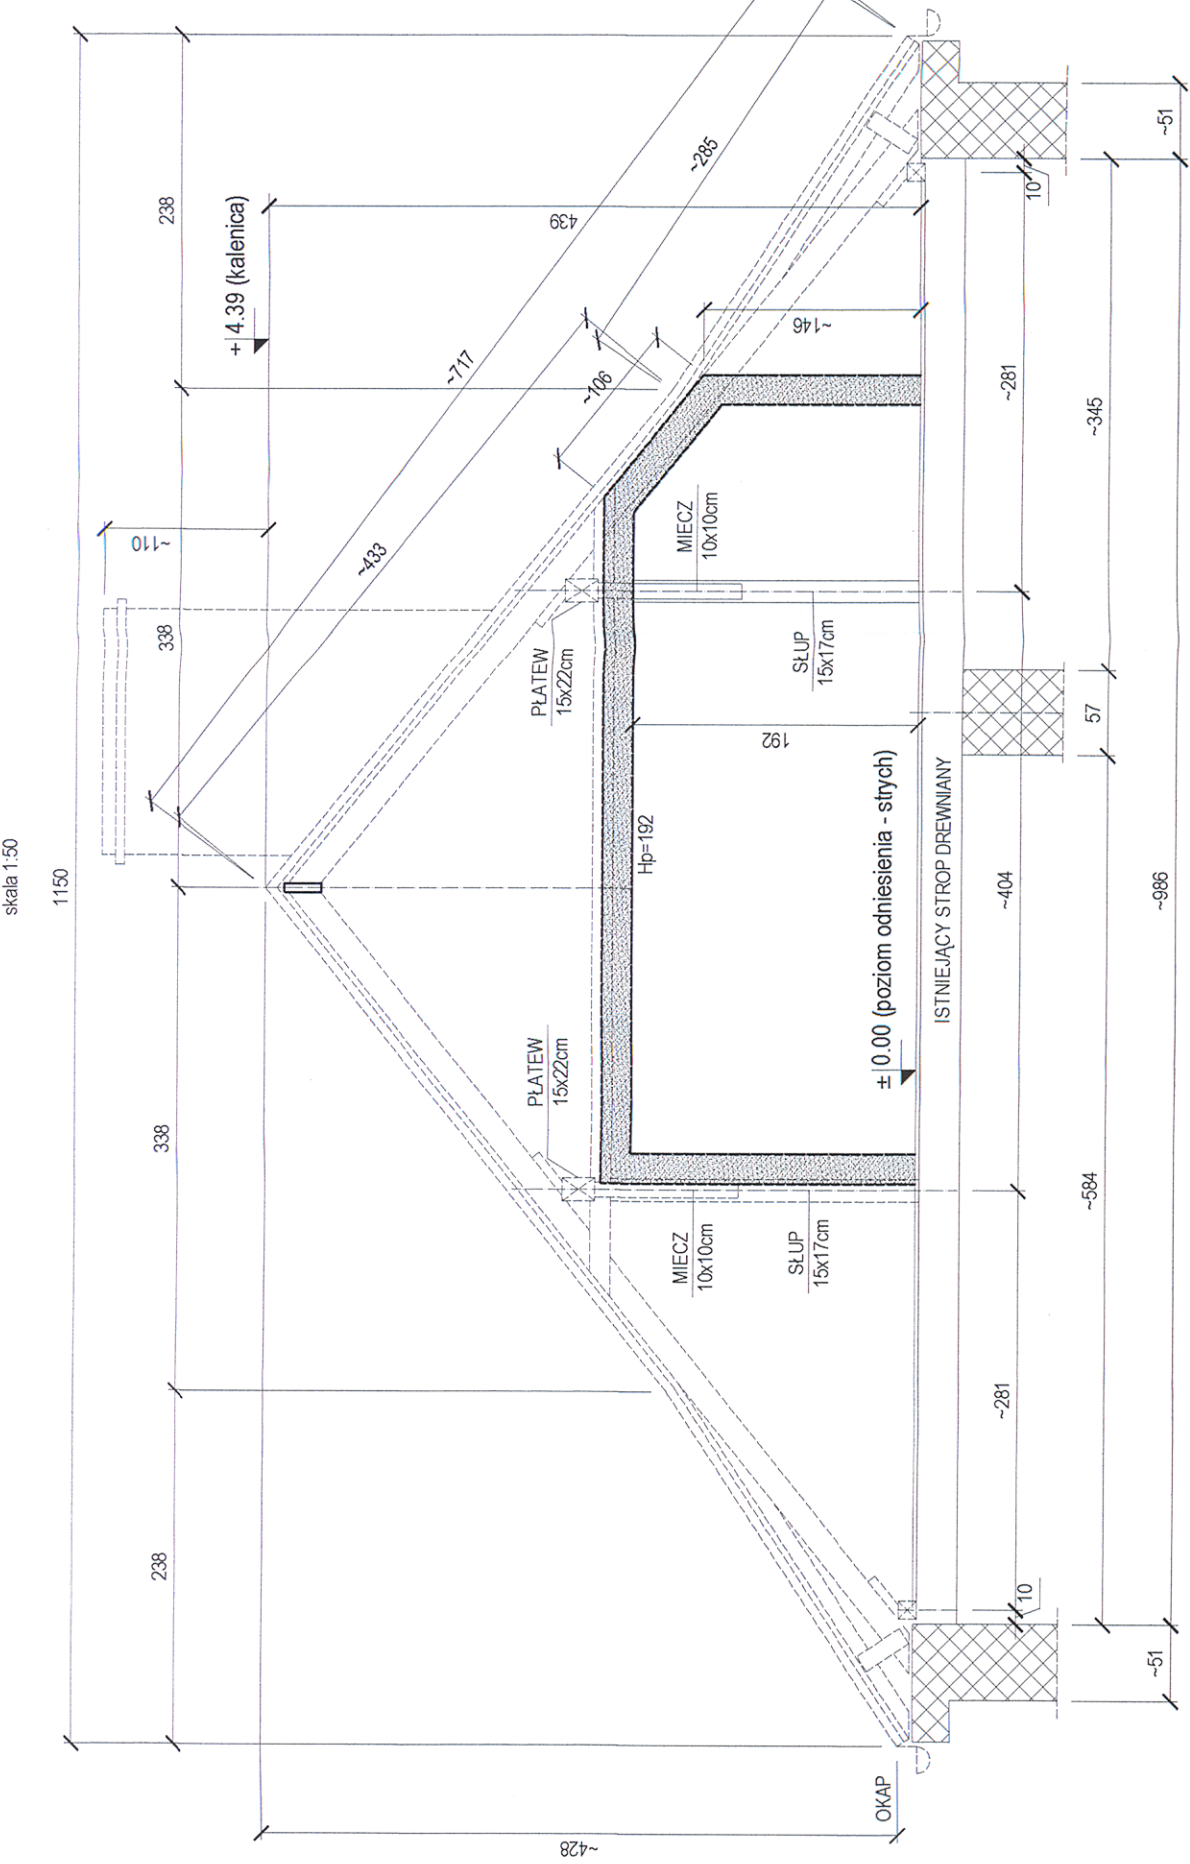 skala 1:50
1150
238
338
338
238
~110
+ 4.39 (kalenica)
439
~717
~433
~285
~106
~146
~428
OKAP
PŁATEW
15x22cm
PŁATEW
15x22cm
MIECZ
10x10cm
SŁUP
15x17cm
MIECZ
10x10cm
SŁUP
15x17cm
Hp=192
192
± 0.00 (poziom odniesienia - strych)
ISTNIEJĄCY STROP DREWNIANY
10
~281
~404
~281
10
~584
57
~345
~51
~986
~51